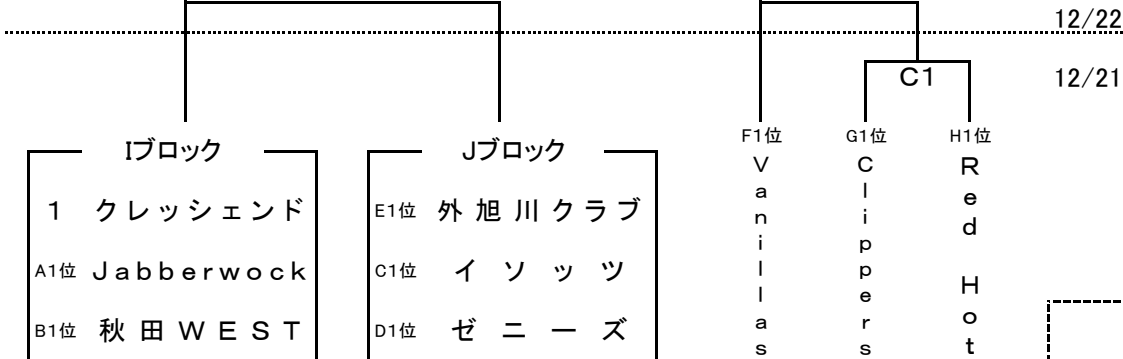 12/22
C1
12/21
Iブロック
1 クレッシェンド
A1位 Jabberwock
B1位 秋田WEST
Jブロック
E1位 外旭川クラブ
C1位 イソッツ
D1位 ゼニーズ
F1位
Vanillas
G1位
Clippers
H1位
Red Hot